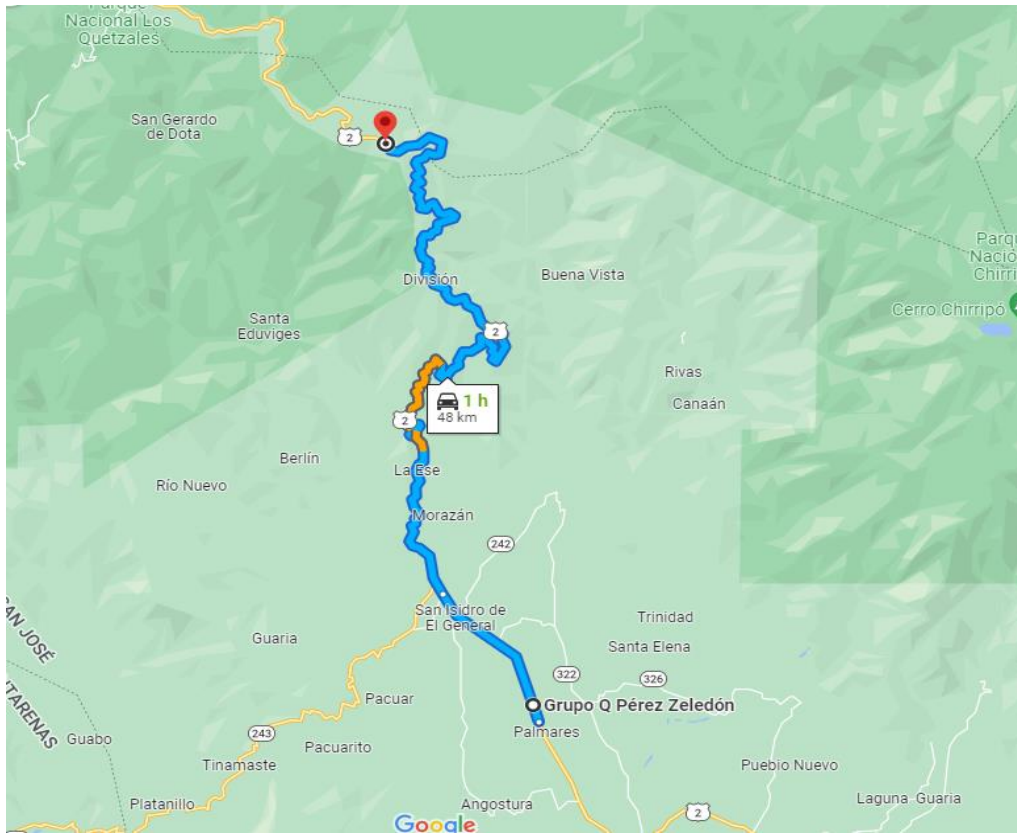 Parque
Nacional Los
Quetzales
San Gerardo
de Dota
2
División
Buena Vista
Parqu
Nacio
Chirri
Cerro Chirripó
Santa
Eduviges
2
Rivas
1 h
48 km
Canaán
2
Berlín
La Ese
Río Nuevo
Morazán
242
San Isidro de
El General
Trinidad
Guaria
Santa Elena
SAN JOSÉ
322
326
Pacuar
Grupo Q Pérez Zeledón
NTARENAS
Palmares
243
Guabo
Pacuarito
Tinamaste
Pueblo Nuevo
Platanillo
Angostura
2
Laguna Guaria
Google